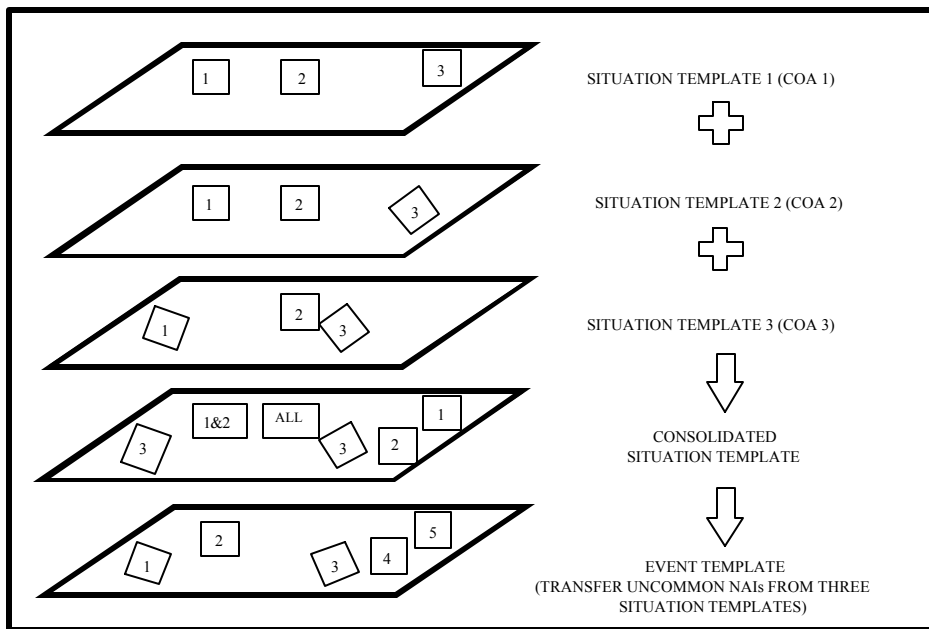 1
2
3
SITUATION TEMPLATE 1 (COA 1)
1
2
3
SITUATION TEMPLATE 2 (COA 2)
1
2
3
SITUATION TEMPLATE 3 (COA 3)
3
1&2
ALL
3
2
1
CONSOLIDATED
SITUATION TEMPLATE
1
2
3
4
5
EVENT TEMPLATE
(TRANSFER UNCOMMON NAIs FROM THREE
SITUATION TEMPLATES)